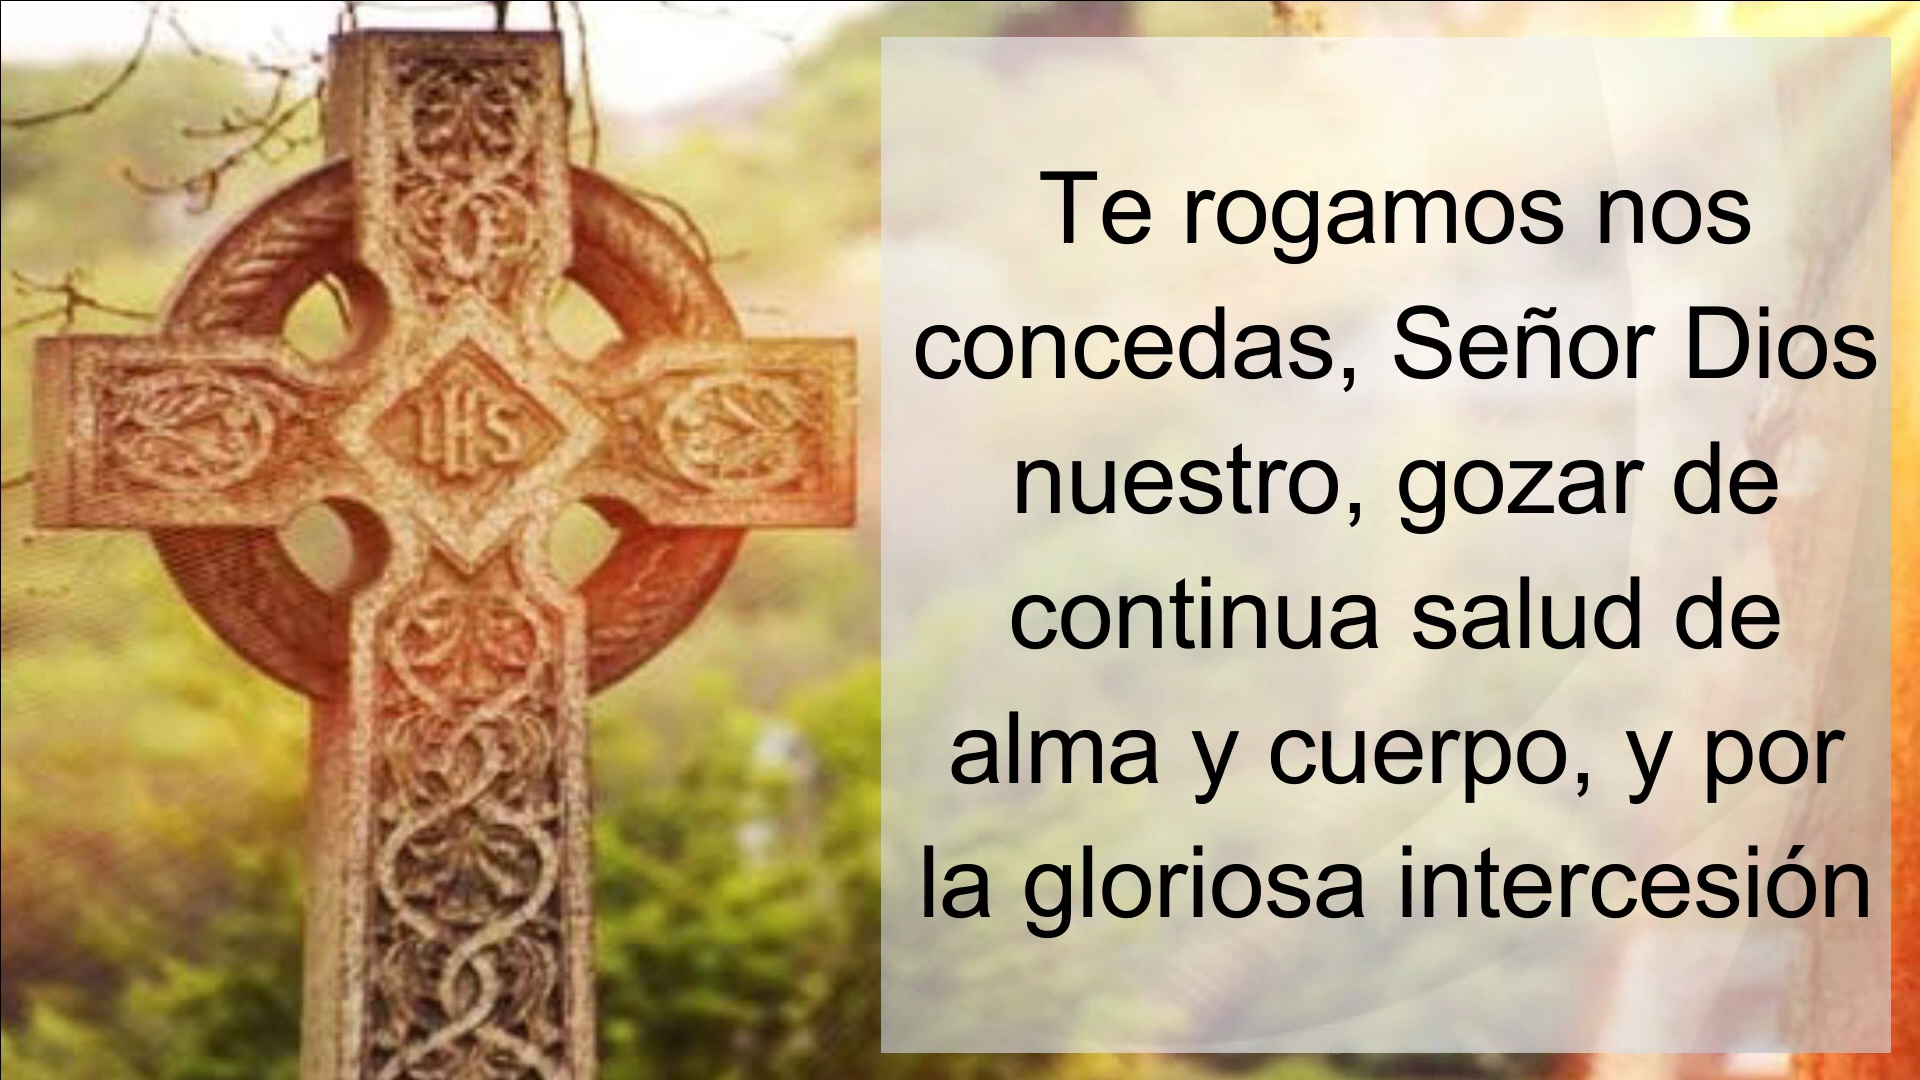 IHS
Te rogamos nos
concedas, Señor Dios
nuestro, gozar de
continua salud de
alma y cuerpo, y por
la gloriosa intercesión